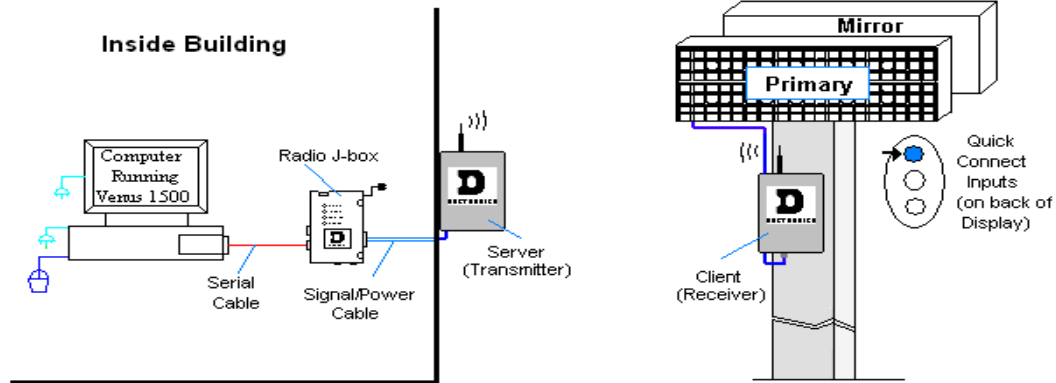 Inside Building
Computer
Running
Venus 1500
Radio J-box
Serial
Cable
Signal/Power
Cable
D
Server
(Transmitter)
Mirror
Primary
D
Client
(Receiver)
Quick
Connect
Inputs
(on back of
Display)